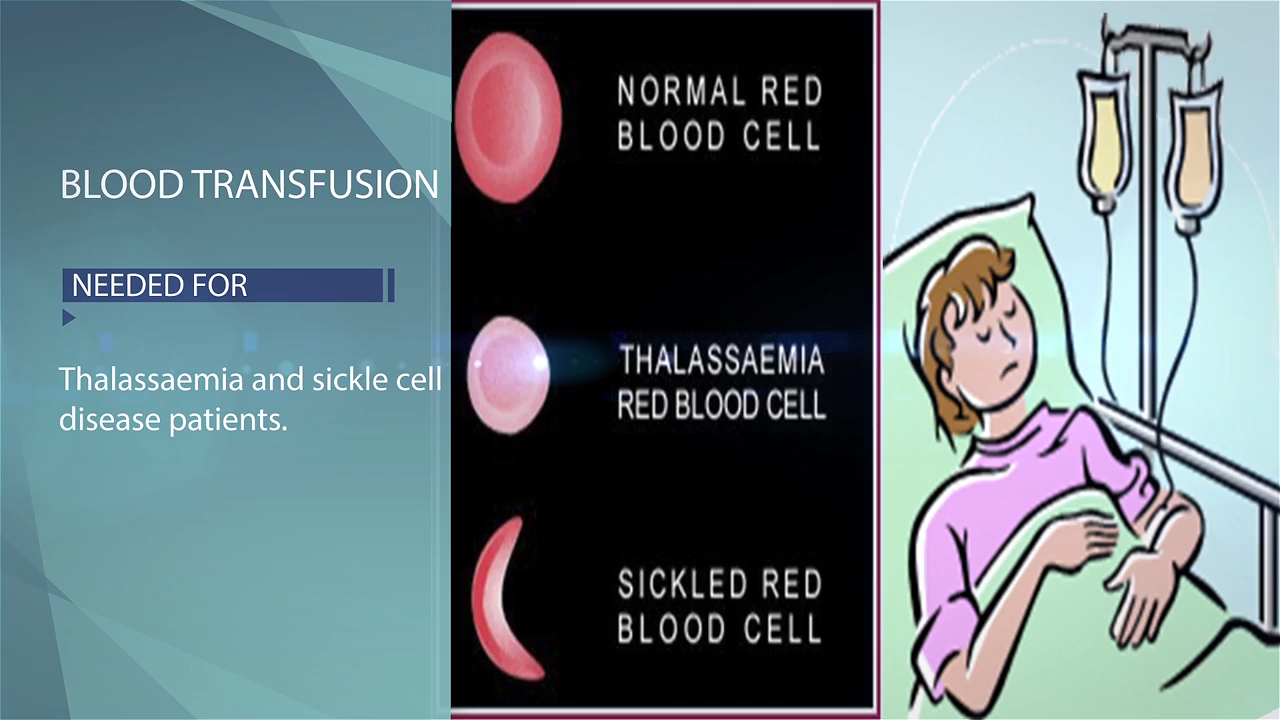 BLOOD TRANSFUSION
NEEDED FOR
Thalassaemia and sickle cell
disease patients.
NORMAL RED
BLOOD CELL
THALASSAEMIA
RED BLOOD CELL
SICKLED RED
BLOOD CELL